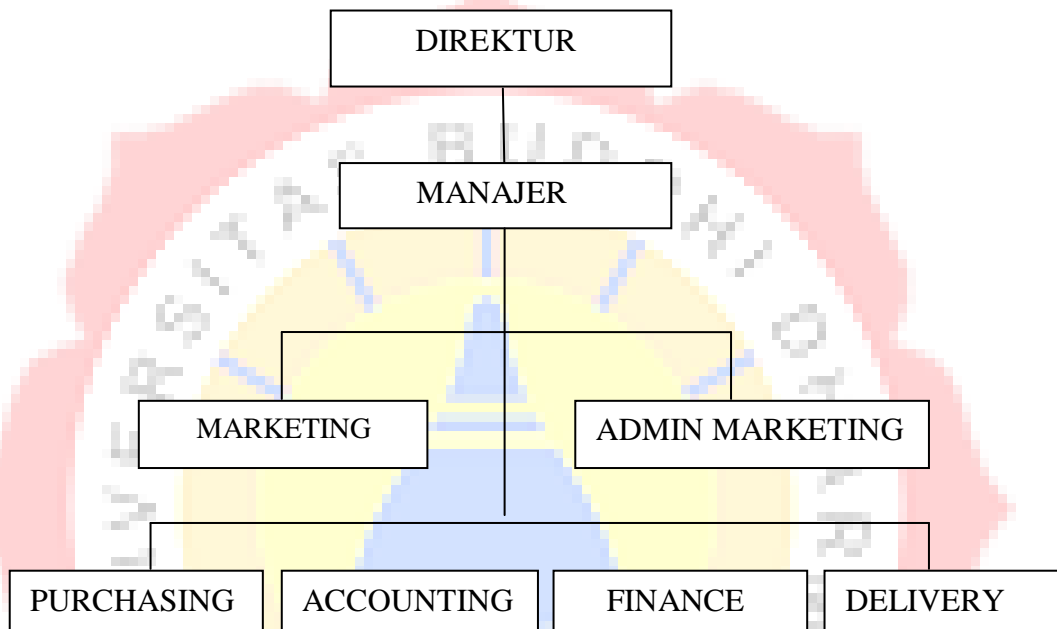 DIREKTUR
MANAJER
MARKETING
ADMIN MARKETING
PURCHASING
ACCOUNTING
FINANCE
DELIVERY